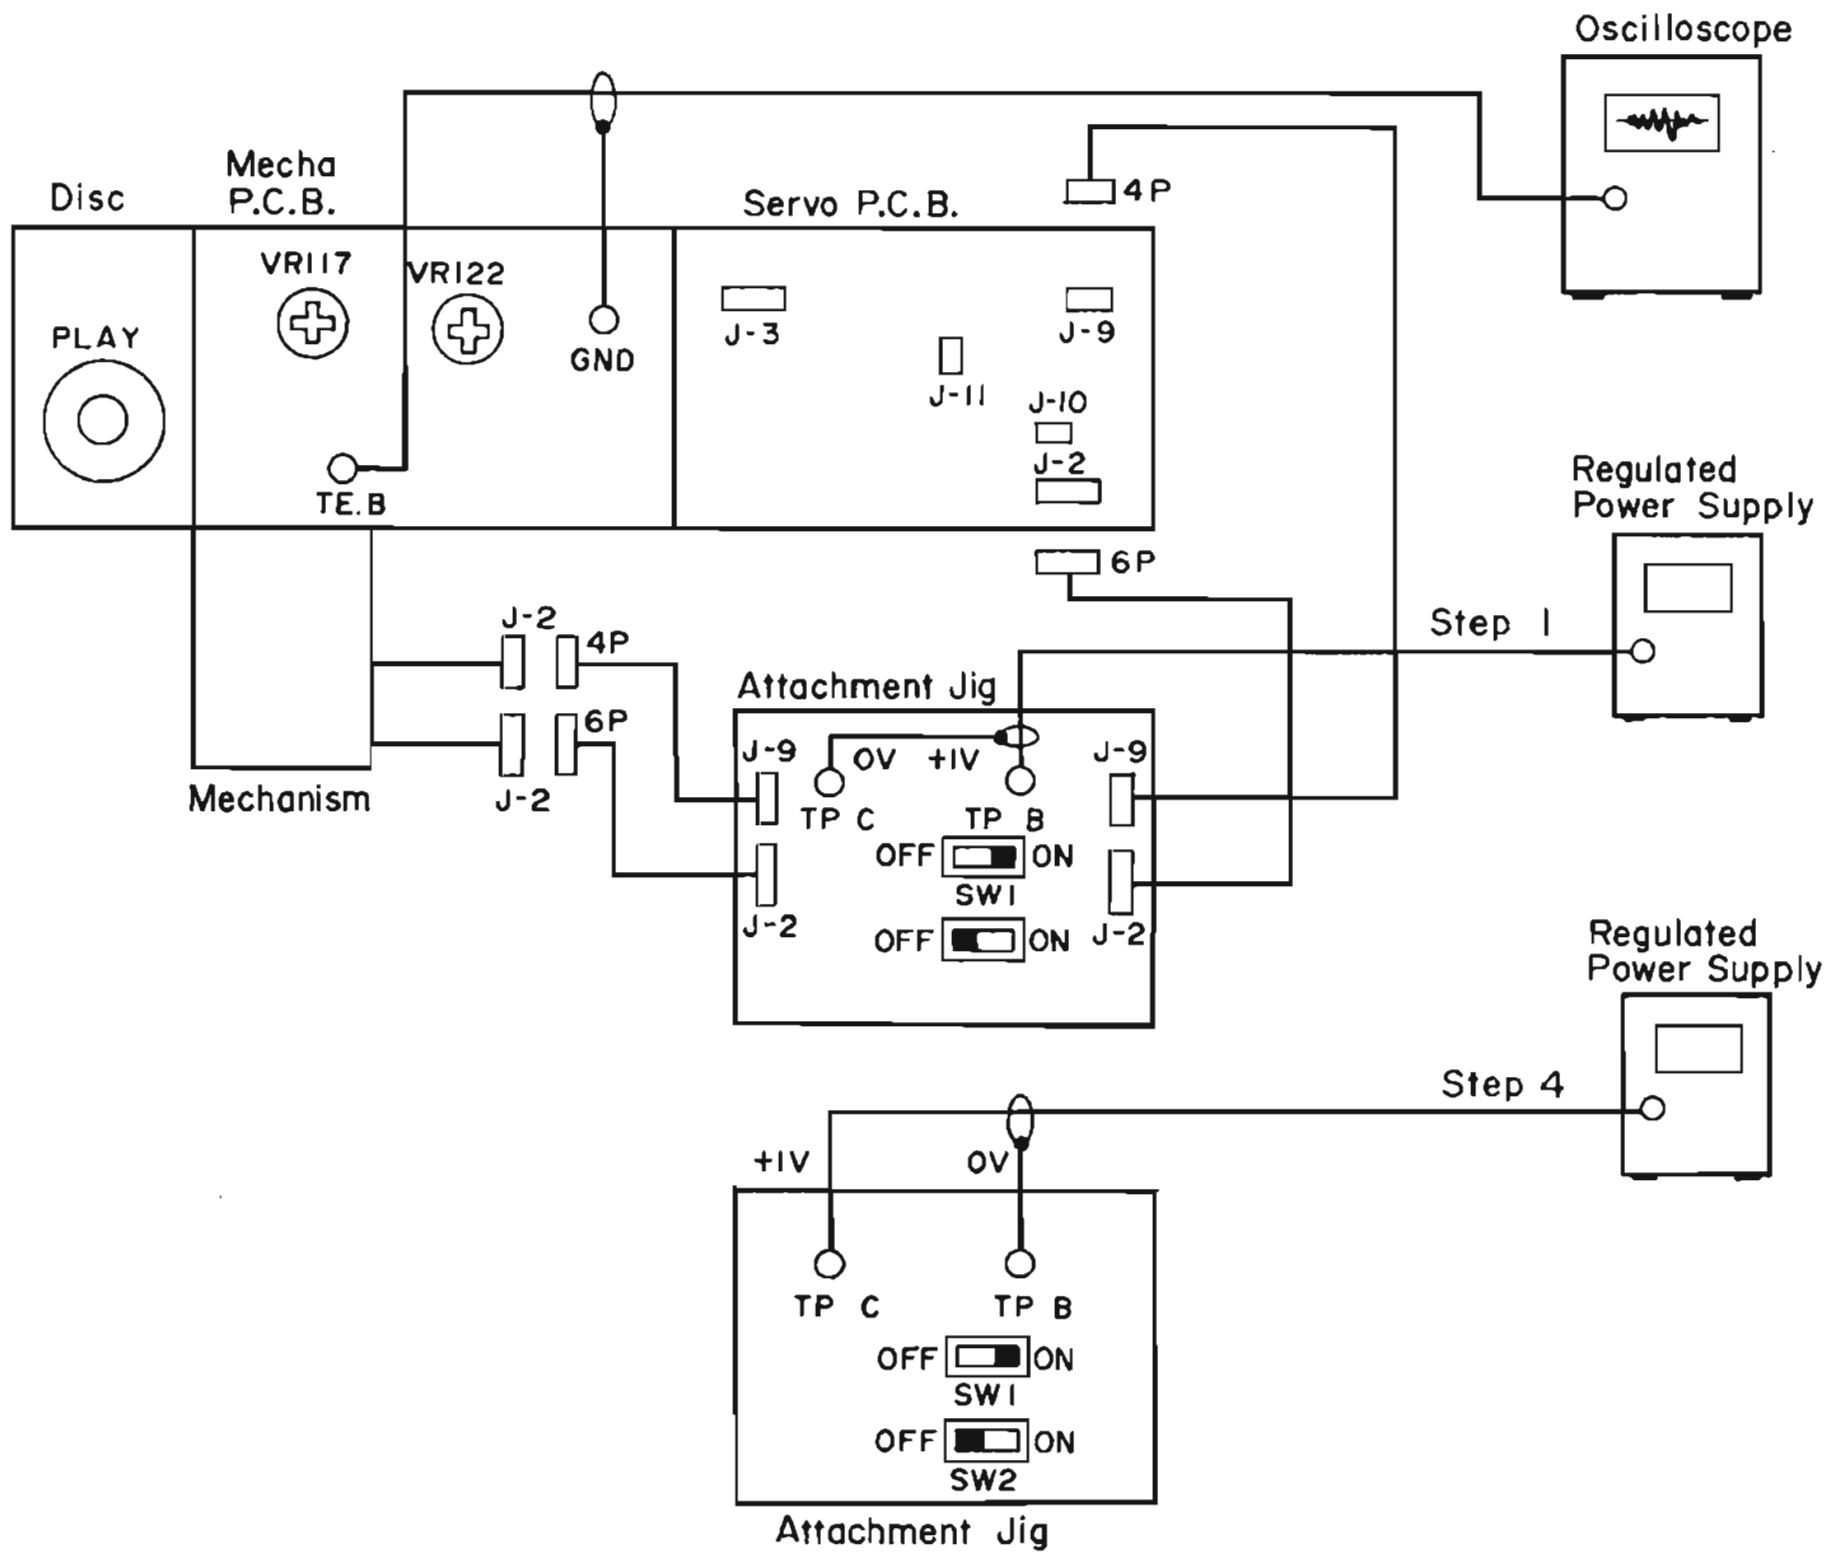 Oscilloscope
Disc
Mecha
P.C.B.
Servo P.C.B.
4P
VR117
VR122
PLAY
GND
TE.B
J-3
J-9
J-11
J-10
J-2
6P
Regulated
Power Supply
Step 1
J-2
4P
6P
J-2
Mechanism
Attachment Jig
J-9
0V
+1V
J-9
TP C
TP B
OFF
ON
SW1
J-2
OFF
ON
J-2
Regulated
Power Supply
Step 4
+1V
0V
TP C
TP B
OFF
ON
SW1
OFF
ON
SW2
Attachment Jig